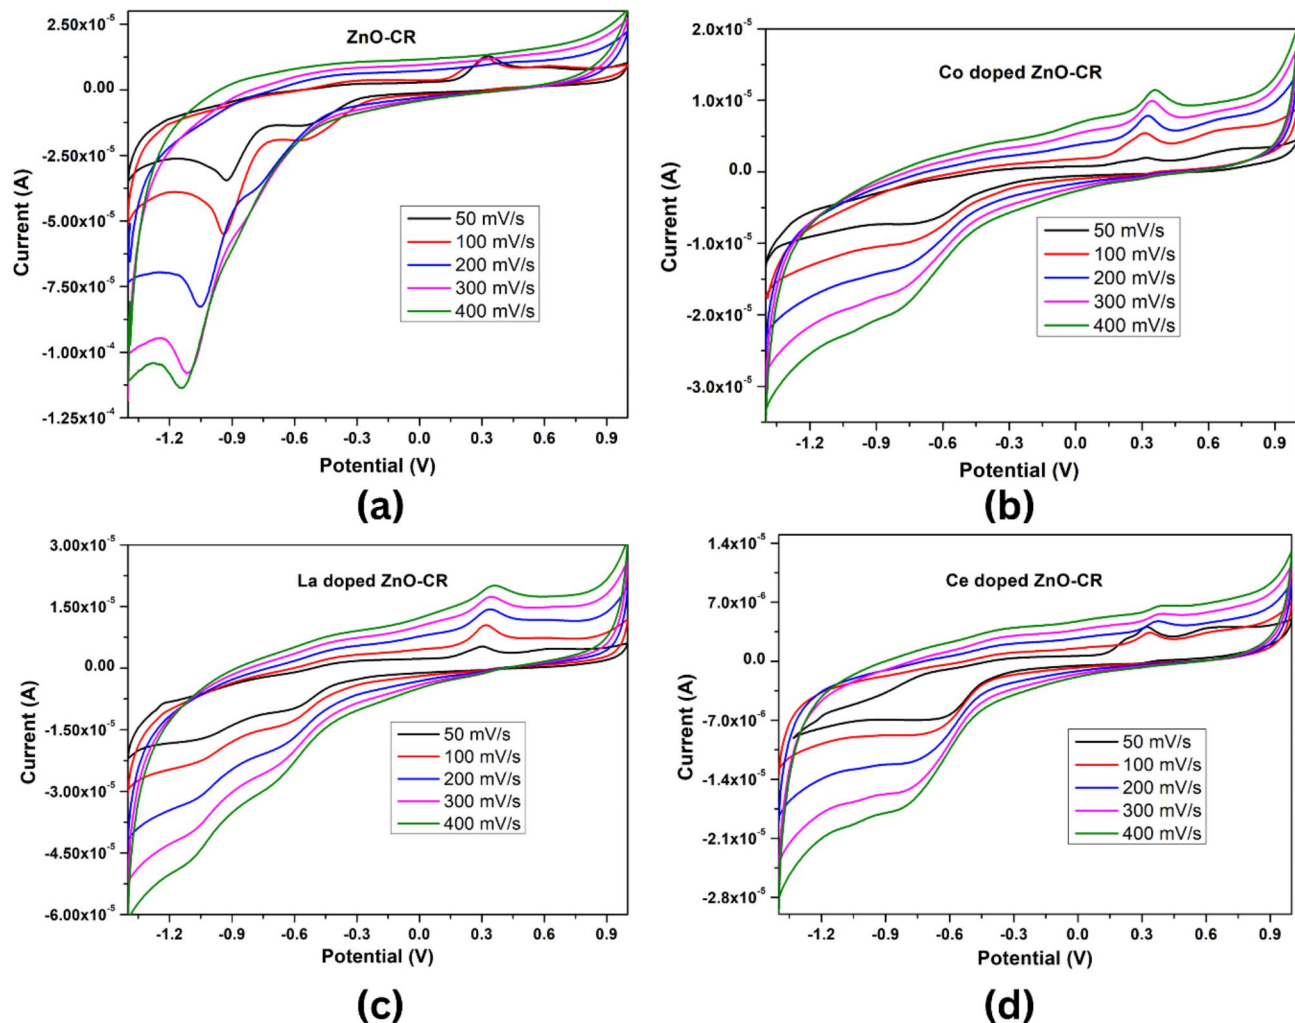 ZnO-CR
2.50x10-5
0.00
-2.50x10-5
-5.00x10-5
-7.50x10-5
-1.00x10-4
-1.25x10-4
Current (A)
50 mV/s
100 mV/s
200 mV/s
300 mV/s
400 mV/s
-1.2 -0.9 -0.6 -0.3 0.0 0.3 0.6 0.9
Potential (V)
(a)
Co doped ZnO-CR
2.0x10-5
1.0x10-5
0.0
-1.0x10-5
-2.0x10-5
-3.0x10-5
Current (A)
50 mV/s
100 mV/s
200 mV/s
300 mV/s
400 mV/s
-1.2 -0.9 -0.6 -0.3 0.0 0.3 0.6 0.9
Potential (V)
(b)
La doped ZnO-CR
3.00x10-5
1.50x10-5
0.00
-1.50x10-5
-3.00x10-5
-4.50x10-5
-6.00x10-5
Current (A)
50 mV/s
100 mV/s
200 mV/s
300 mV/s
400 mV/s
-1.2 -0.9 -0.6 -0.3 0.0 0.3 0.6 0.9
Potential (V)
(c)
Ce doped ZnO-CR
1.4x10-5
7.0x10-6
0.0
-7.0x10-6
-1.4x10-5
-2.1x10-5
-2.8x10-5
Current (A)
50 mV/s
100 mV/s
200 mV/s
300 mV/s
400 mV/s
-1.2 -0.9 -0.6 -0.3 0.0 0.3 0.6 0.9
Potential (V)
(d)